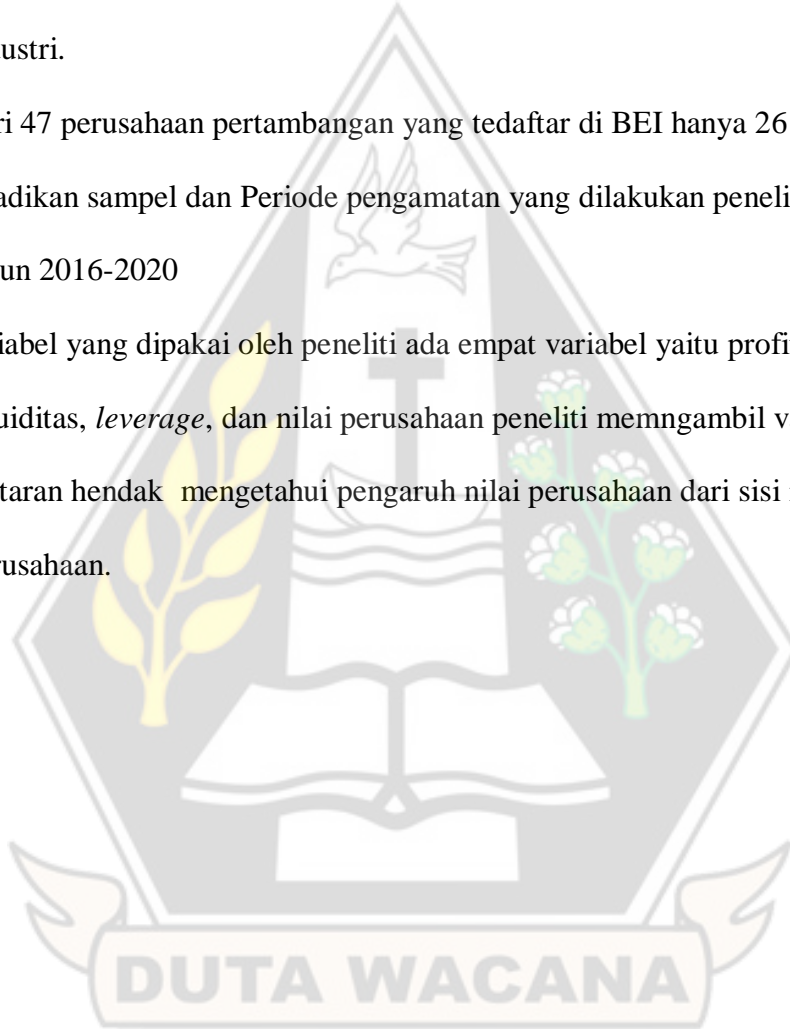 ustri.
ri 47 perusahaan pertambangan yang tedaftar di BEI hanya 26
adikan sampel dan Periode pengamatan yang dilakukan peneli
un 2016-2020
iabel yang dipakai oleh peneliti ada empat variabel yaitu profi
uiditas, leverage, dan nilai perusahaan peneliti memngambil v
taran hendak mengetahui pengaruh nilai perusahaan dari sisi
rusahaan.
DUTA WACANA